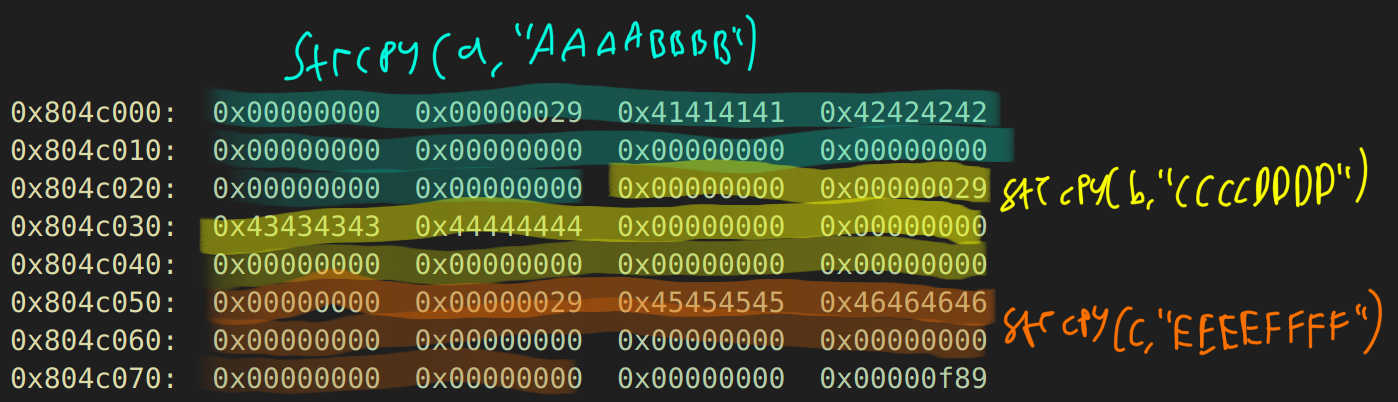 strcpy(a, "AAAABBBB")
0x804c000: 0x00000000 0x00000029 0x41414141 0x42424242
0x804c010: 0x00000000 0x00000000 0x00000000 0x00000000
0x804c020: 0x00000000 0x00000000 0x00000000 0x00000029 strcpy(b, "CCCCDDDD")
0x804c030: 0x43434343 0x44444444 0x00000000 0x00000000
0x804c040: 0x00000000 0x00000000 0x00000000 0x00000000
0x804c050: 0x00000000 0x00000029 0x45454545 0x46464646 strcpy(c, "EEEEFFFF")
0x804c060: 0x00000000 0x00000000 0x00000000 0x00000000
0x804c070: 0x00000000 0x00000000 0x00000000 0x00000f89